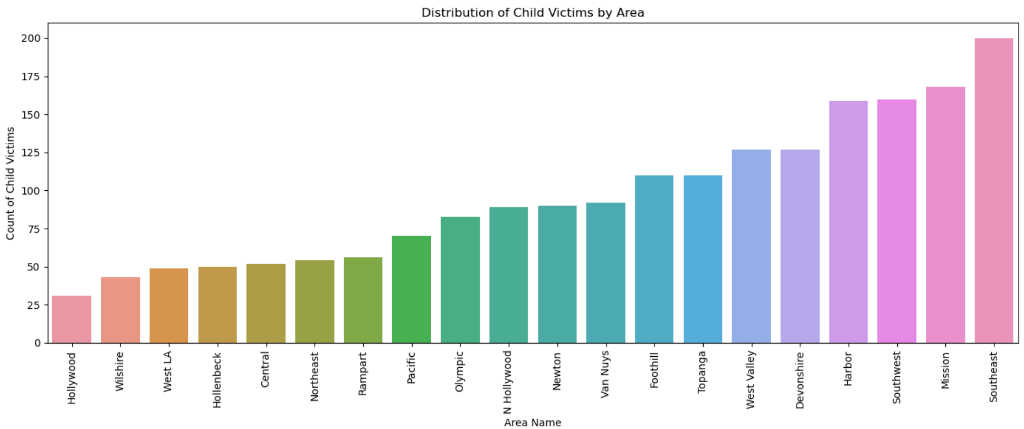 Distribution of Child Victims by Area
Count of Child Victims
200
175
150
125
100
75
50
25
0
Hollywood
Wilshire
West LA
Hollenbeck
Central
Northeast
Rampart
Pacific
Olympic
N Hollywood
Newton
Van Nuys
Foothill
Topanga
West Valley
Devonshire
Harbor
Southwest
Mission
Southeast
Area Name